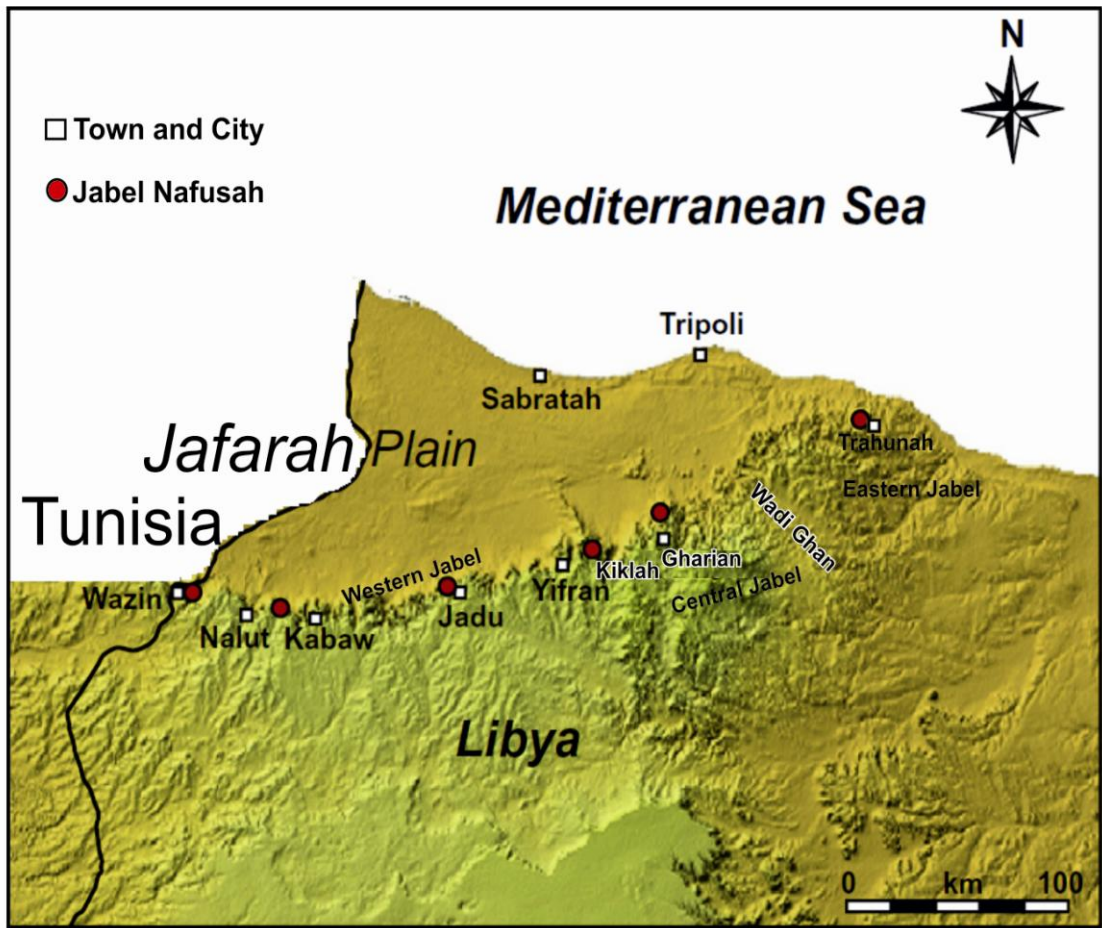 N
Town and City
Jabel Nafusah
Mediterranean Sea
Tripoli
Sabratah
Trahunah
Jafarah Plain
Eastern Jabel
Tunisia
Wadi Ghan
Gharian
Kiklah
Western Jabel
Yifran
Central Jabel
Wazin
Jadu
Nalut
Kabaw
Libya
0 km 100